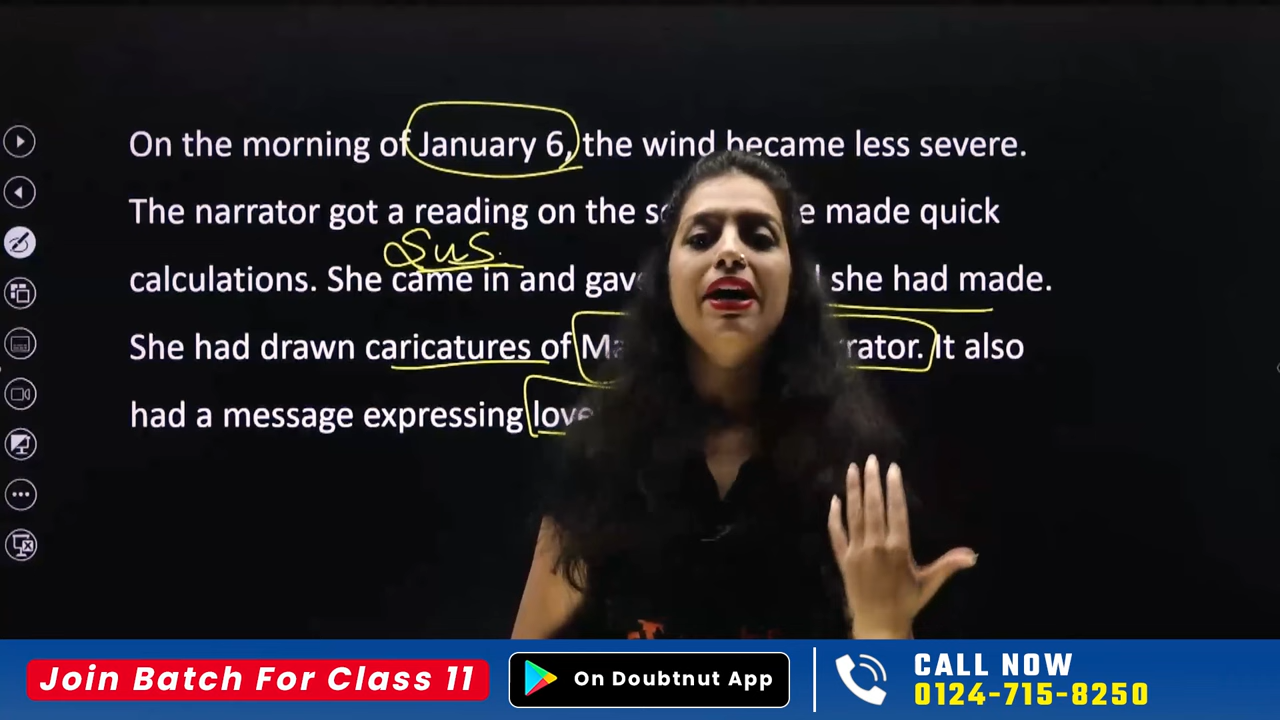 On the morning of January 6, the wind became less severe.
The narrator got a reading on the made quick
Sus.
calculations. She came in and she had made.
She had drawn caricatures of It also
had a message expressing love
Join Batch For Class 11
On Doubtnut App
CALL NOW
0124-715-8250